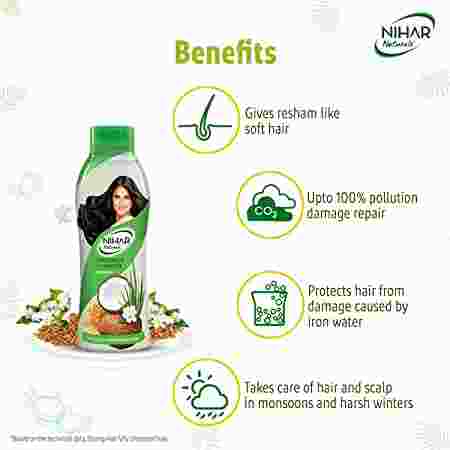 NIHAR
Naturals
Benefits
Gives resham like
soft hair
Upto 100% pollution
damage repair
CO2
NIHAR
Naturals
Protects hair from
damage caused by
iron water
Takes care of hair and scalp
in monsoons and harsh winters
*Based on the technical data,